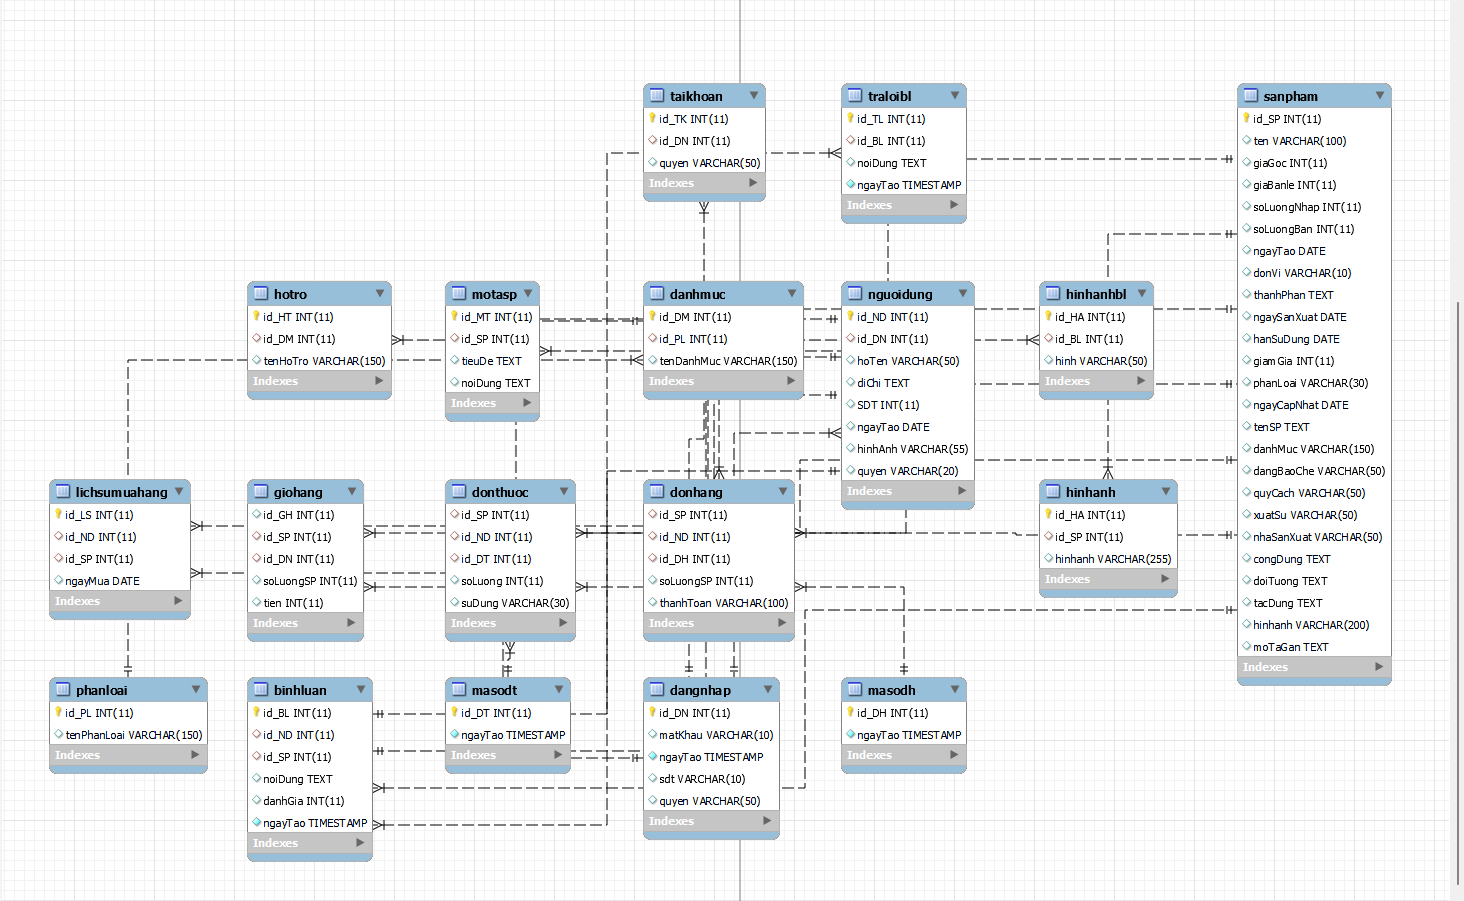 taikhoan
id_TK INT(11)
id_DN INT(11)
quyen VARCHAR(50)
Indexes
traloibl
id_TL INT(11)
id_BL INT(11)
noiDung TEXT
ngayTao TIMESTAMP
Indexes
sanpham
id_SP INT(11)
ten VARCHAR(100)
giaGoc INT(11)
giaBanle INT(11)
soLuongNhap INT(11)
soLuongBan INT(11)
ngayTao DATE
donVi VARCHAR(10)
thanhPhan TEXT
ngaySanXuat DATE
hanSuDung DATE
giamGia INT(11)
phanLoai VARCHAR(30)
ngayCapNhat DATE
tenSP TEXT
danhMuc VARCHAR(150)
dangBaoChe VARCHAR(50)
quyCach VARCHAR(50)
xuatSu VARCHAR(50)
nhaSanXuat VARCHAR(50)
congDung TEXT
doiTuong TEXT
tacDung TEXT
hinhanh VARCHAR(200)
moTaGan TEXT
Indexes
hotro
id_HT INT(11)
id_DM INT(11)
tenHoTro VARCHAR(150)
Indexes
motasp
id_MT INT(11)
id_SP INT(11)
tieuDe TEXT
noiDung TEXT
Indexes
danhmuc
id_DM INT(11)
id_PL INT(11)
tenDanhMuc VARCHAR(150)
Indexes
nguoidung
id_ND INT(11)
id_DN INT(11)
hoTen VARCHAR(50)
diChi TEXT
SDT INT(11)
ngayTao DATE
hinhAnh VARCHAR(55)
quyen VARCHAR(20)
Indexes
hinhanhbl
id_HA INT(11)
id_BL INT(11)
hinh VARCHAR(50)
Indexes
lichsumuahang
id_LS INT(11)
id_ND INT(11)
id_SP INT(11)
ngayMua DATE
Indexes
giohang
id_GH INT(11)
id_SP INT(11)
id_DN INT(11)
soLuongSP INT(11)
tien INT(11)
Indexes
donthuoc
id_SP INT(11)
id_ND INT(11)
id_DT INT(11)
soLuong INT(11)
suDung VARCHAR(30)
Indexes
donhang
id_SP INT(11)
id_ND INT(11)
id_DH INT(11)
soLuongSP INT(11)
thanhToan VARCHAR(100)
Indexes
hinhanh
id_HA INT(11)
id_SP INT(11)
hinhanh VARCHAR(255)
Indexes
phanloai
id_PL INT(11)
tenPhanLoai VARCHAR(150)
Indexes
binhluan
id_BL INT(11)
id_ND INT(11)
id_SP INT(11)
noiDung TEXT
danhGia INT(11)
ngayTao TIMESTAMP
Indexes
masodt
id_DT INT(11)
ngayTao TIMESTAMP
Indexes
dangnhap
id_DN INT(11)
matKhau VARCHAR(10)
ngayTao TIMESTAMP
sdt VARCHAR(10)
quyen VARCHAR(50)
Indexes
masodh
id_DH INT(11)
ngayTao TIMESTAMP
Indexes